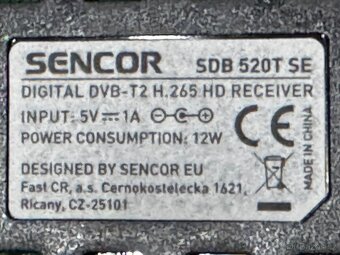 SENCOR SDB 520T SE
DIGITAL DVB-T2 H.265 HD RECEIVER
INPUT: 5V 1A
POWER CONSUMPTION: 12W
CE
MADE IN CHINA
DESIGNED BY SENCOR EU
Fast CR, a.s. Cernokostelecka 1621,
Ricany, CZ-25101